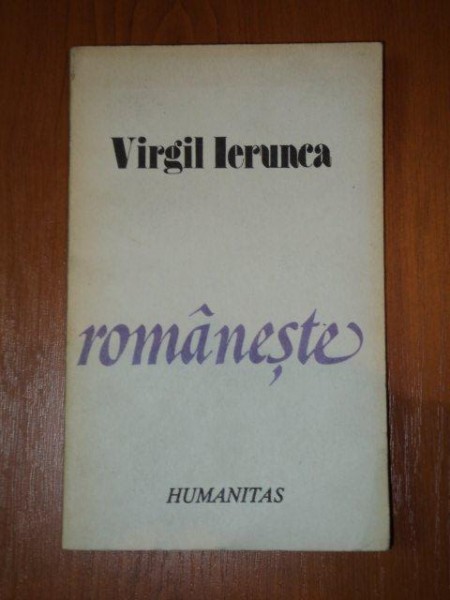 Virgil Ierunca
românește
HUMANITAS